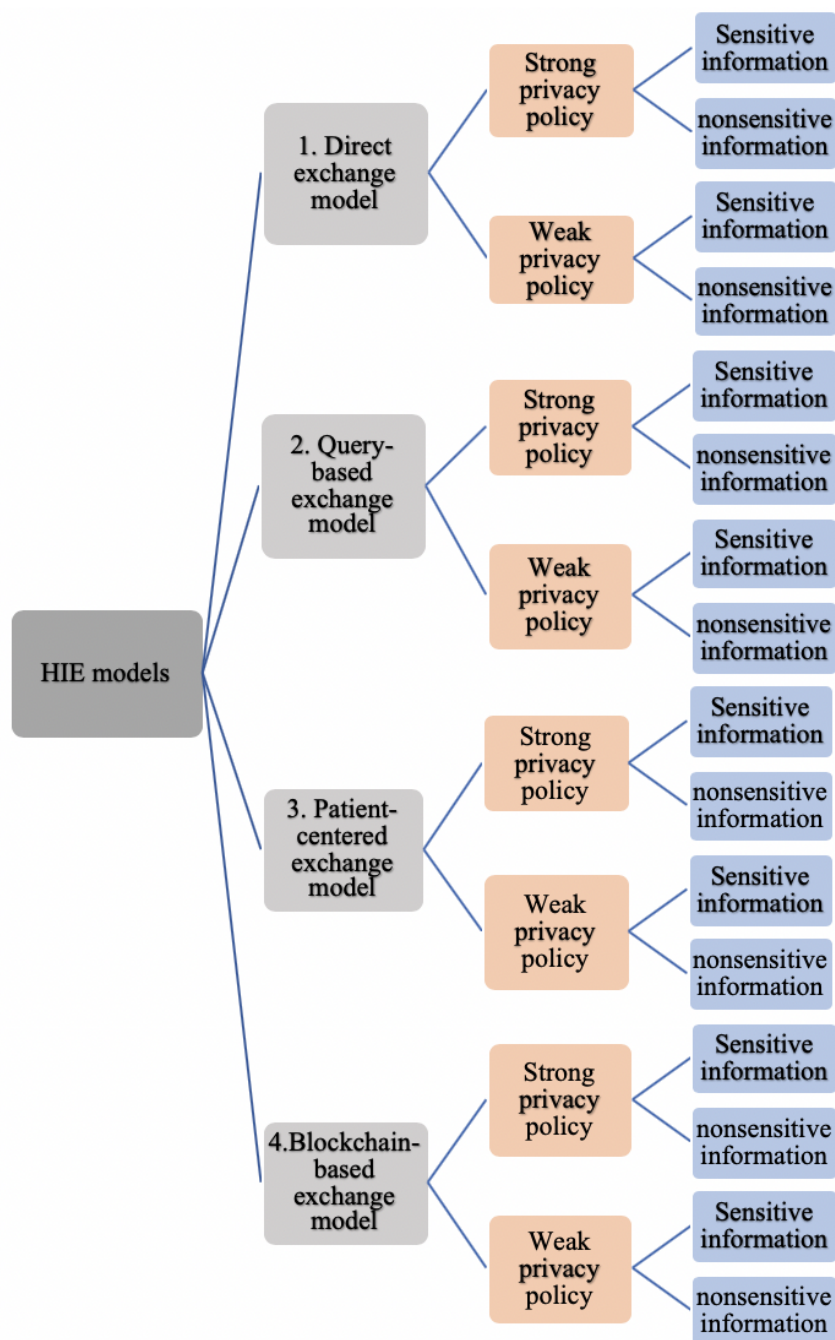 HIE models
1. Direct
exchange
model
Strong
privacy
policy
Sensitive
information
nonsensitive
information
Weak
privacy
policy
Sensitive
information
nonsensitive
information
2. Query-
based
exchange
model
Strong
privacy
policy
Sensitive
information
nonsensitive
information
Weak
privacy
policy
Sensitive
information
nonsensitive
information
3. Patient-
centered
exchange
model
Strong
privacy
policy
Sensitive
information
nonsensitive
information
Weak
privacy
policy
Sensitive
information
nonsensitive
information
4.Blockchain-
based
exchange
model
Strong
privacy
policy
Sensitive
information
nonsensitive
information
Weak
privacy
policy
Sensitive
information
nonsensitive
information